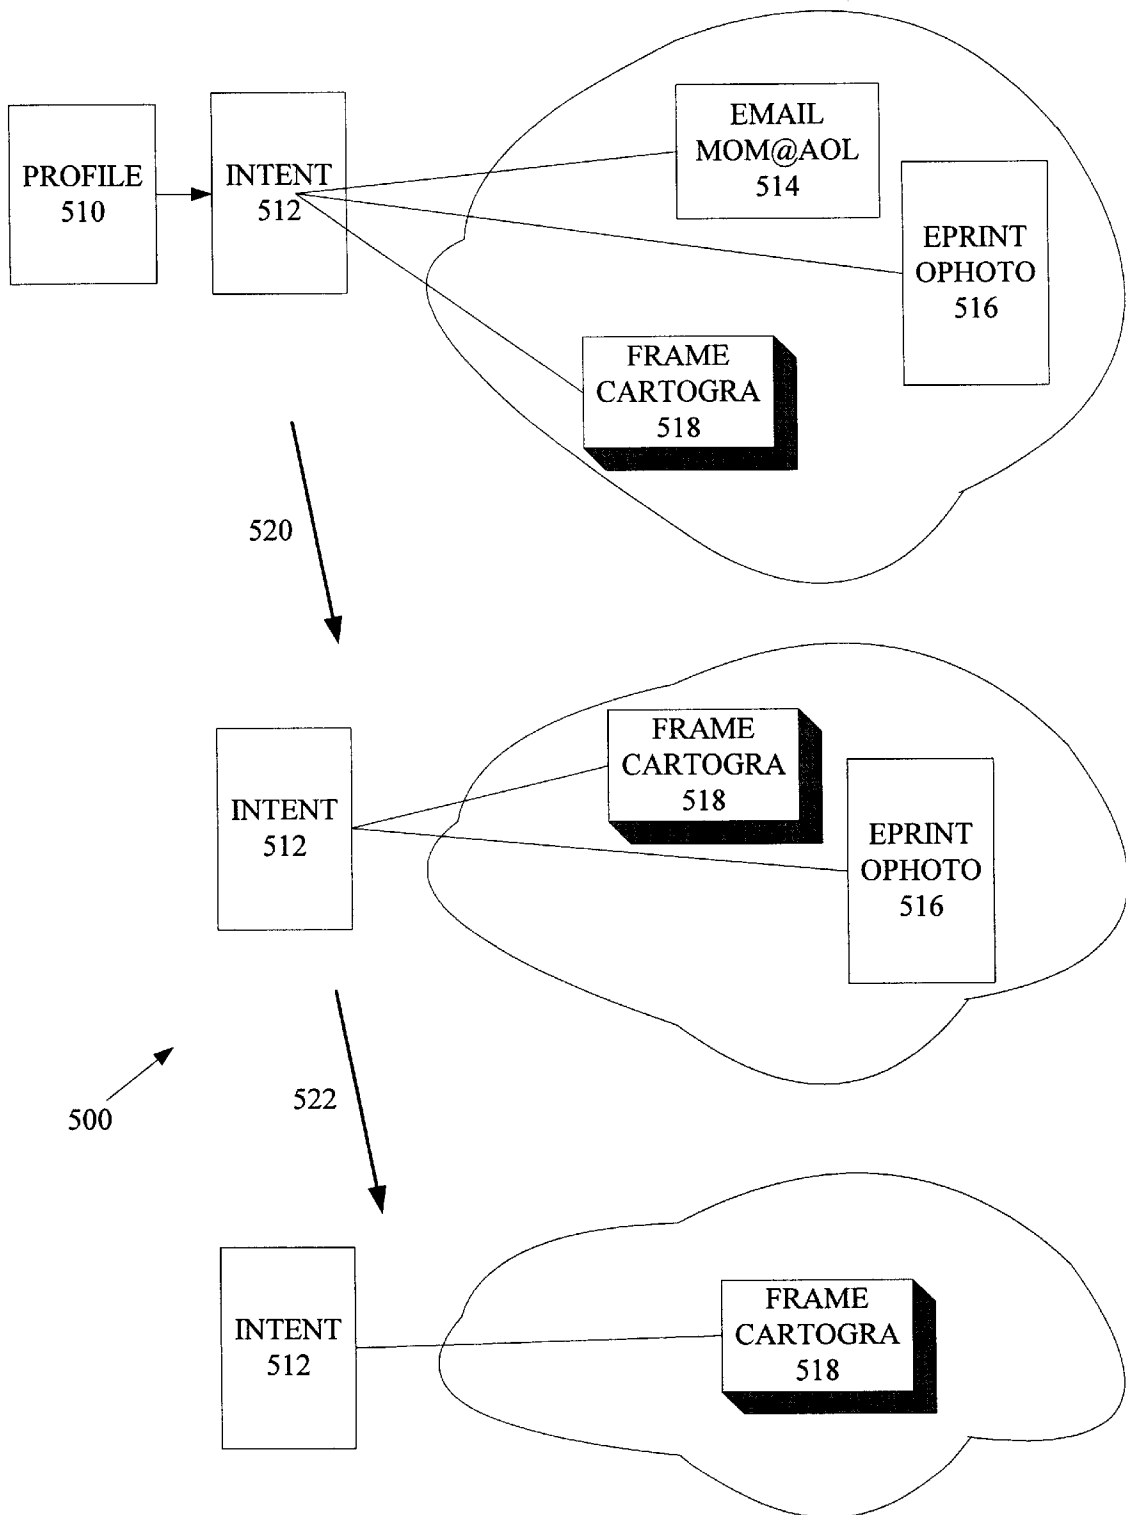 PROFILE
510
INTENT
512
EMAIL
MOM@AOL
514
EPRINT
OPHOTO
516
FRAME
CARTOGRA
518
520
INTENT
512
FRAME
CARTOGRA
518
EPRINT
OPHOTO
516
500
522
INTENT
512
FRAME
CARTOGRA
518